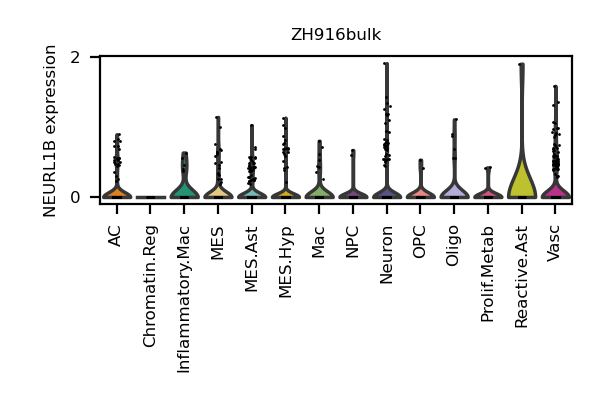 ZH916bulk
NEURL1B expression
2
0
AC
Chromatin.Reg
Inflammatory.Mac
MES
MES.Ast
MES.Hyp
Mac
NPC
Neuron
OPC
Oligo
Prolif.Metab
Reactive.Ast
Vasc